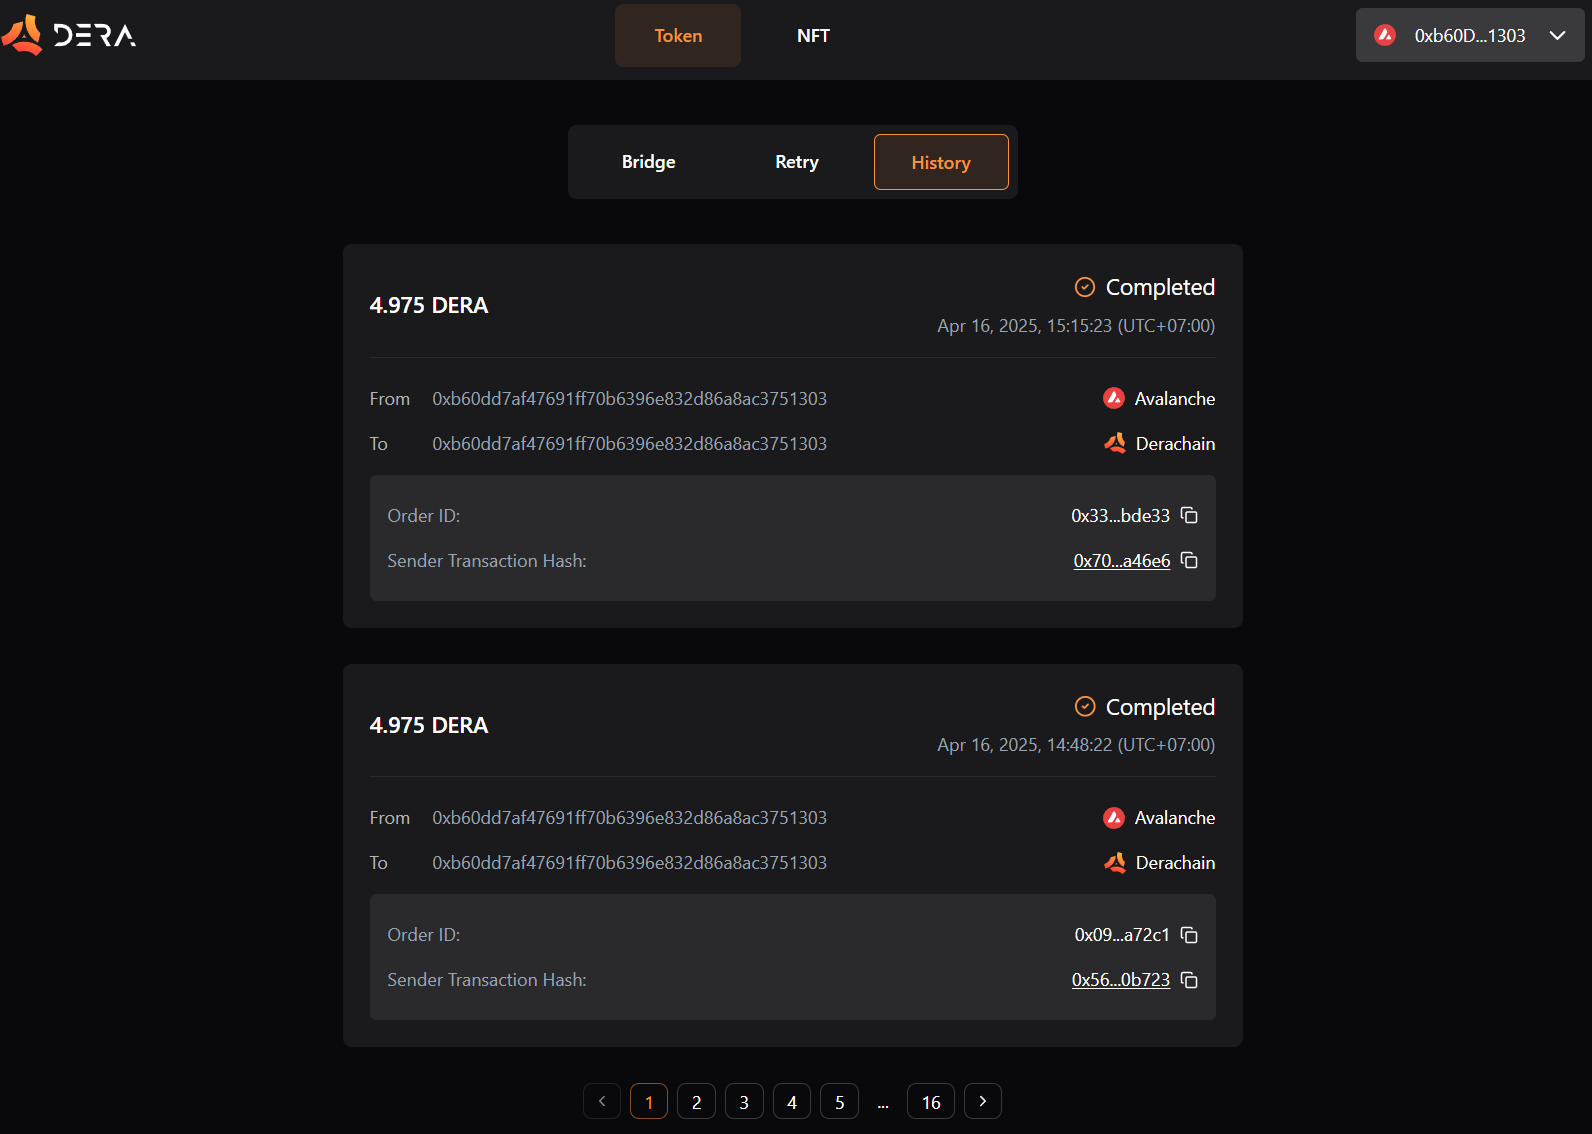 DERA
Token
NFT
0xb60D...1303
Bridge
Retry
History
4.975 DERA
Completed
Apr 16, 2025, 15:15:23 (UTC+07:00)
From 0xb60dd7af47691ff70b6396e832d86a8ac3751303 Avalanche
To 0xb60dd7af47691ff70b6396e832d86a8ac3751303 Derachain
Order ID: 0x33...bde33
Sender Transaction Hash: 0x70...a46e6
4.975 DERA
Completed
Apr 16, 2025, 14:48:22 (UTC+07:00)
From 0xb60dd7af47691ff70b6396e832d86a8ac3751303 Avalanche
To 0xb60dd7af47691ff70b6396e832d86a8ac3751303 Derachain
Order ID: 0x09...a72c1
Sender Transaction Hash: 0x56...0b723
1 2 3 4 5 ... 16